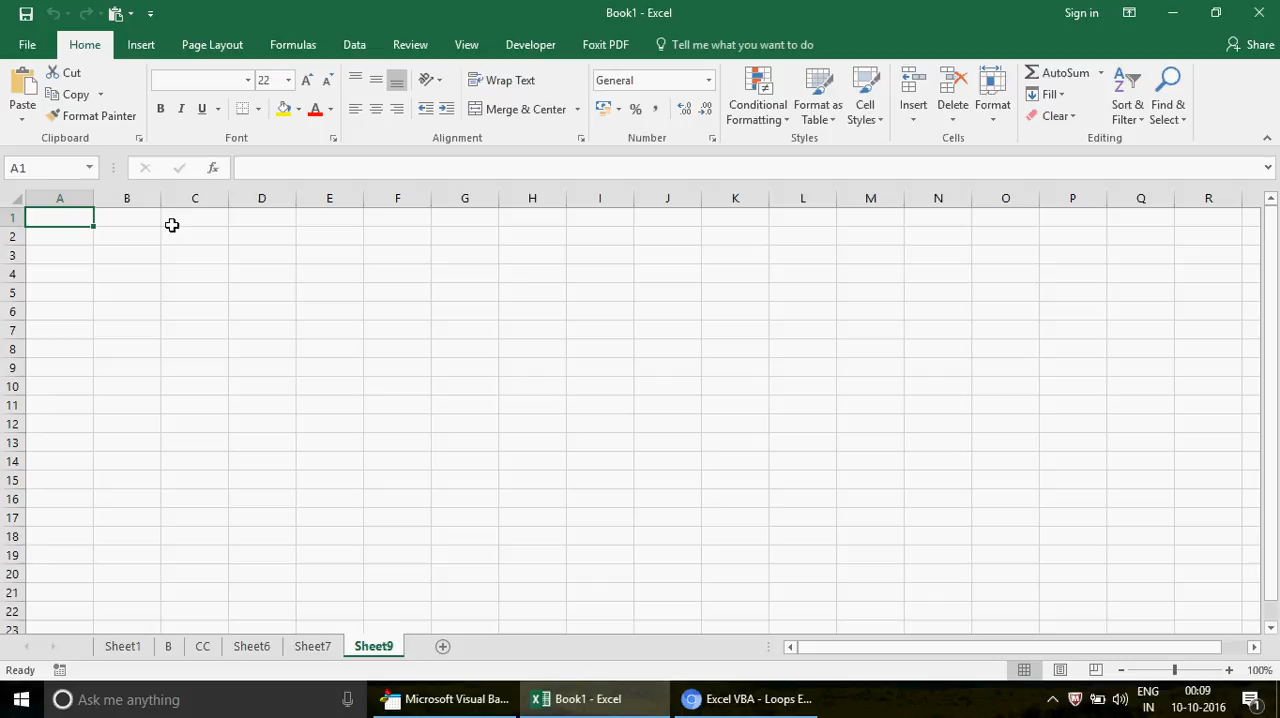 Book1 - Excel
Sign in
File Home Insert Page Layout Formulas Data Review View Developer Foxit PDF Tell me what you want to do Share
Paste Cut Copy Format Painter
22
B I U A
Wrap Text
Merge & Center
General
% ,
Conditional Formatting
Format as Table
Cell Styles
Insert Delete Format
AutoSum
Fill
Clear
Sort & Filter
Find & Select
Clipboard Font Alignment Number Styles Cells Editing
A1 fx
A B C D E F G H I J K L M N O P Q R
1
2
3
4
5
6
7
8
9
10
11
12
13
14
15
16
17
18
19
20
21
22
23
Sheet1 B CC Sheet6 Sheet7 Sheet9
Ready 100%
Ask me anything Microsoft Visual Ba... Book1 - Excel Excel VBA - Loops E... ENG 00:09
IN 10-10-2016 1